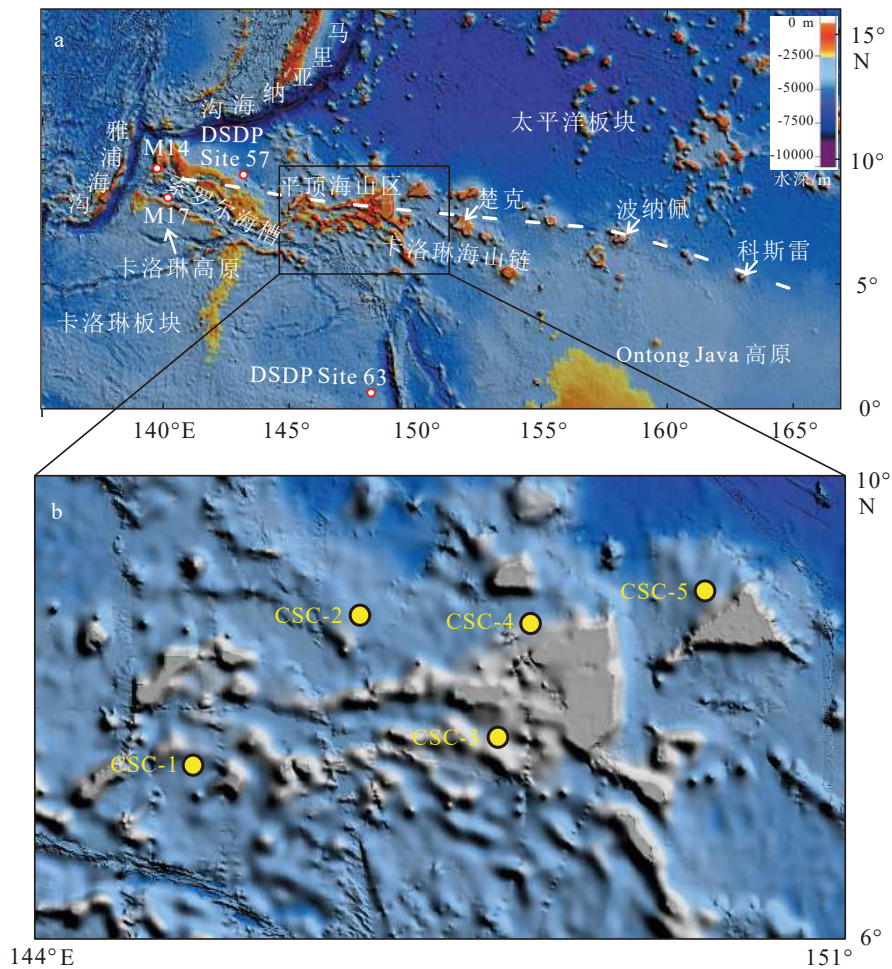 a
0 m
-2500
-5000
-7500
-10000
水深/m
15°
N
10°
5°
0°
马里亚纳海沟
雅浦海沟
M14
DSDP
Site 57
太平洋板块
平顶海山区
索罗尔海槽
M17
楚克
波纳佩
科斯雷
卡洛琳高原
卡洛琳海山链
卡洛琳板块
Ontong Java 高原
DSDP Site 63
140°E
145°
150°
155°
160°
165°
b
10°
N
CSC-5
CSC-2
CSC-4
CSC-3
CSC-1
6°
144°E
151°